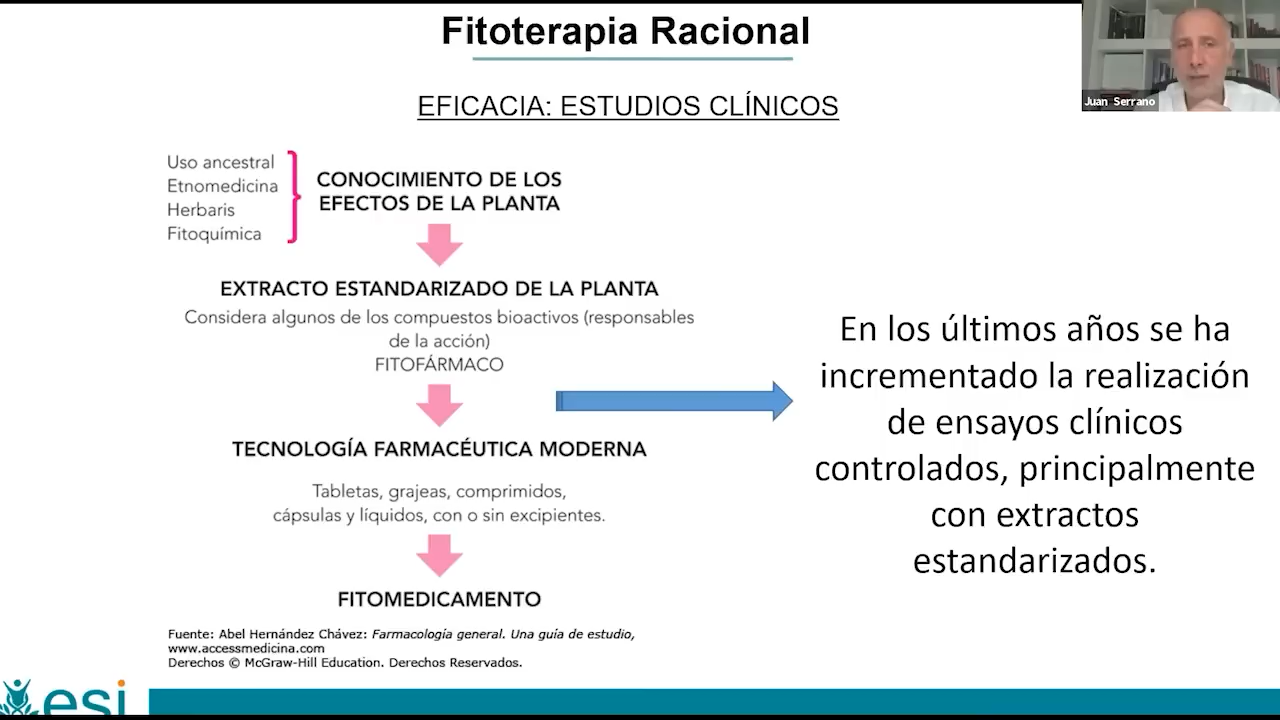 Fitoterapia Racional
Juan Serrano
EFICACIA: ESTUDIOS CLÍNICOS
Uso ancestral
Etnomedicina
Herbaris
Fitoquímica
CONOCIMIENTO DE LOS
EFECTOS DE LA PLANTA
EXTRACTO ESTANDARIZADO DE LA PLANTA
Considera algunos de los compuestos bioactivos (responsables
de la acción)
FITOFÁRMACO
TECNOLOGÍA FARMACÉUTICA MODERNA
Tabletas, grajeas, comprimidos,
cápsulas y líquidos, con o sin excipientes.
FITOMEDICAMENTO
En los últimos años se ha
incrementado la realización
de ensayos clínicos
controlados, principalmente
con extractos
estandarizados.
Fuente: Abel Hernández Chávez: Farmacología general. Una guía de estudio,
www.accessmedicina.com
Derechos © McGraw-Hill Education. Derechos Reservados.
esi